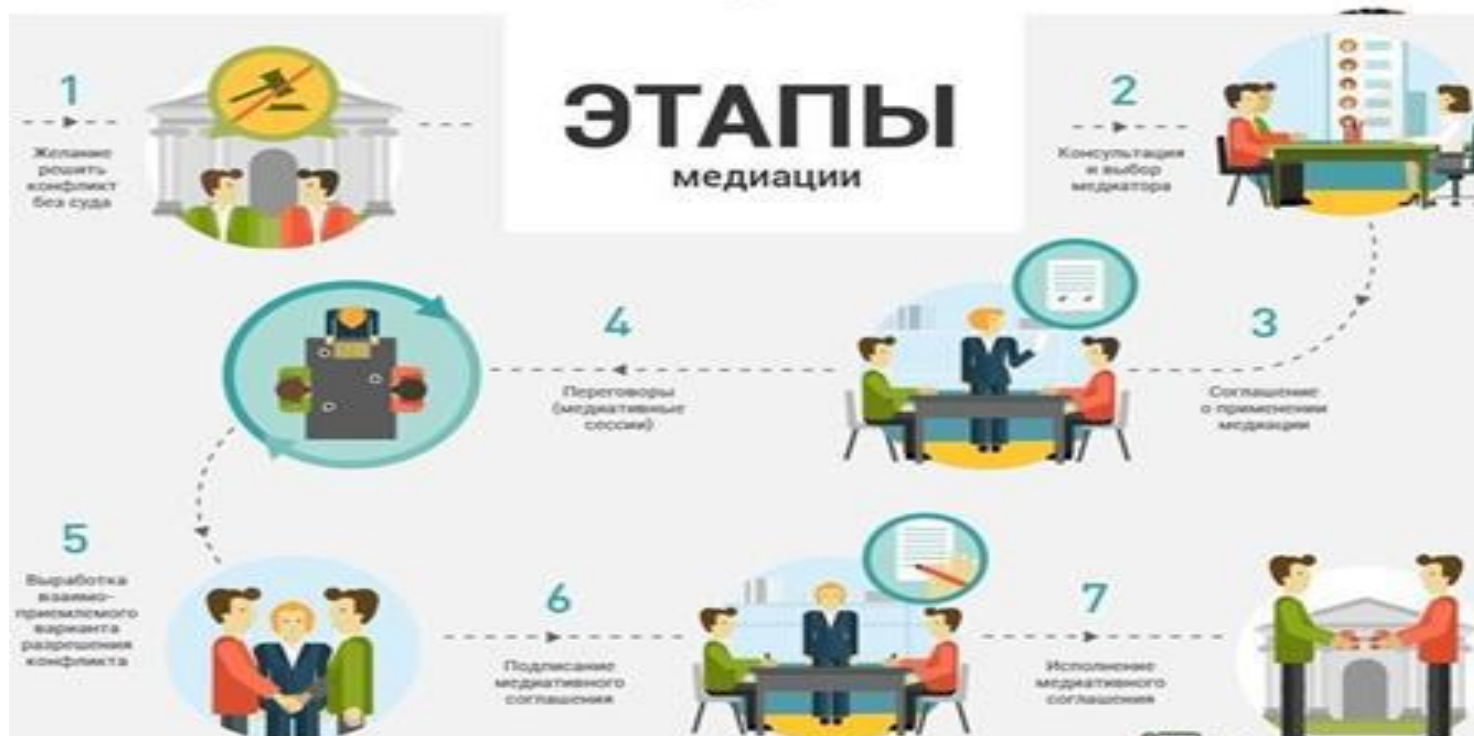 ЭТАПЫ
медиации
1
Желание
решить
конфликт
без суда
2
Консультация
и выбор
медиатора
3
Соглашение
о применении
медиации
4
Переговоры
(медиативные
сессии)
5
Выработка
взаимо-
приемлемого
варианта
разрешения
конфликта
6
Подписание
медиативного
соглашения
7
Исполнение
медиативного
соглашения